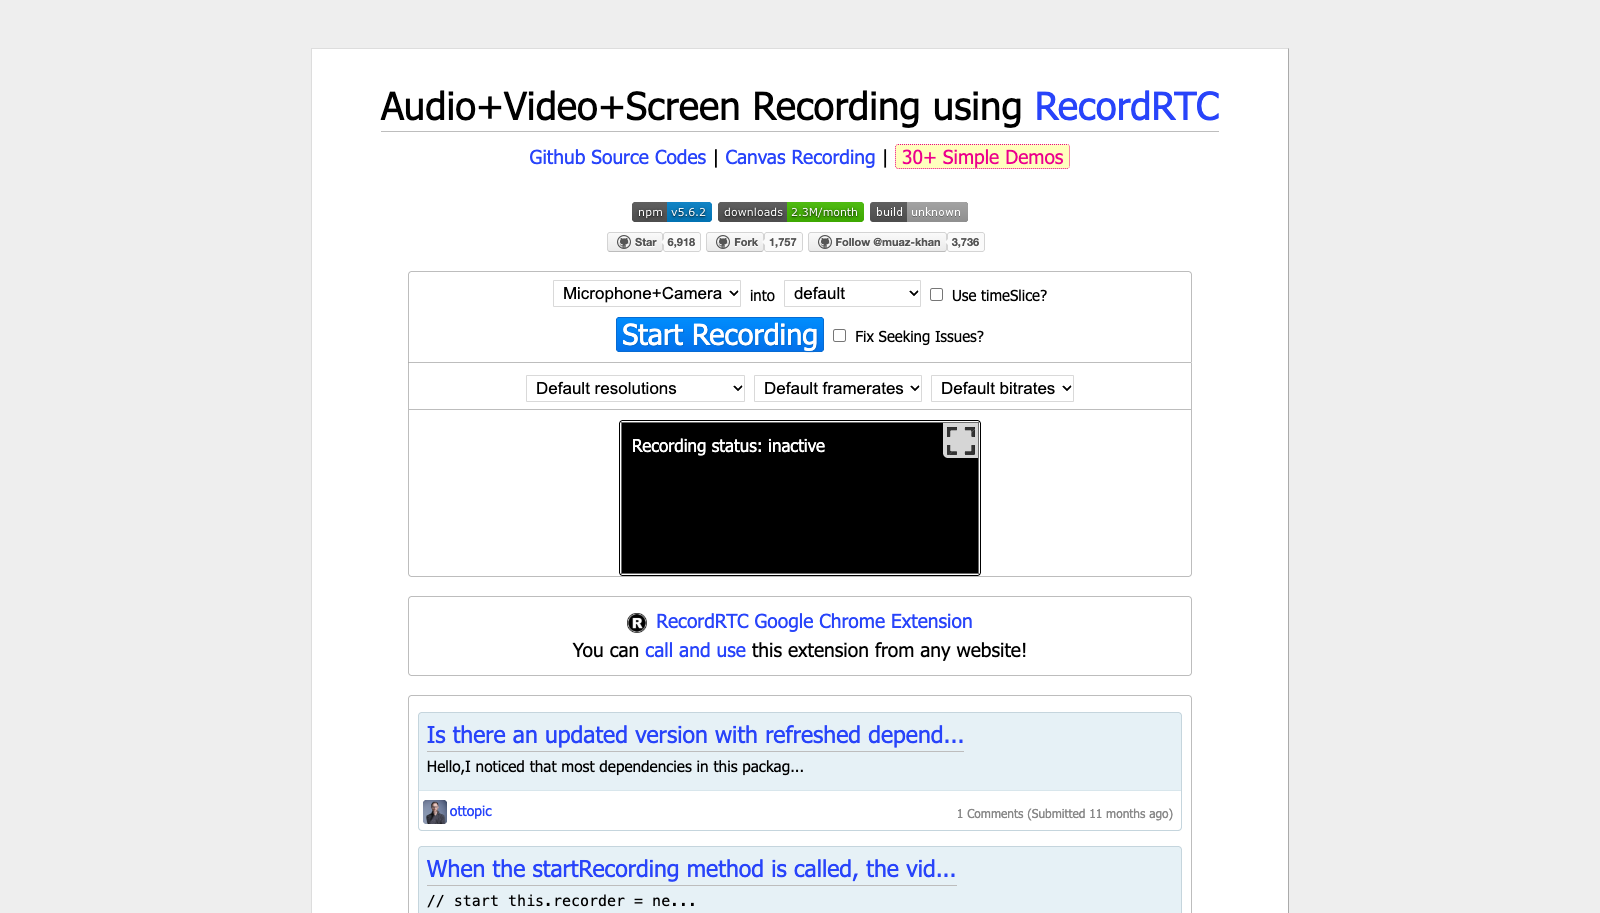 Audio+Video+Screen Recording using RecordRTC
Github Source Codes | Canvas Recording | 30+ Simple Demos
npm v5.6.2 downloads 2.3M/month build unknown
Star 6,918 Fork 1,757 Follow @muaz-khan 3,736
Microphone+Camera into default Use timeSlice?
Start Recording Fix Seeking Issues?
Default resolutions Default framerates Default bitrates
Recording status: inactive
R RecordRTC Google Chrome Extension
You can call and use this extension from any website!
Is there an updated version with refreshed depend...
Hello,I noticed that most dependencies in this packag...
ottopic 1 Comments (Submitted 11 months ago)
When the startRecording method is called, the vid...
// start this.recorder = ne...